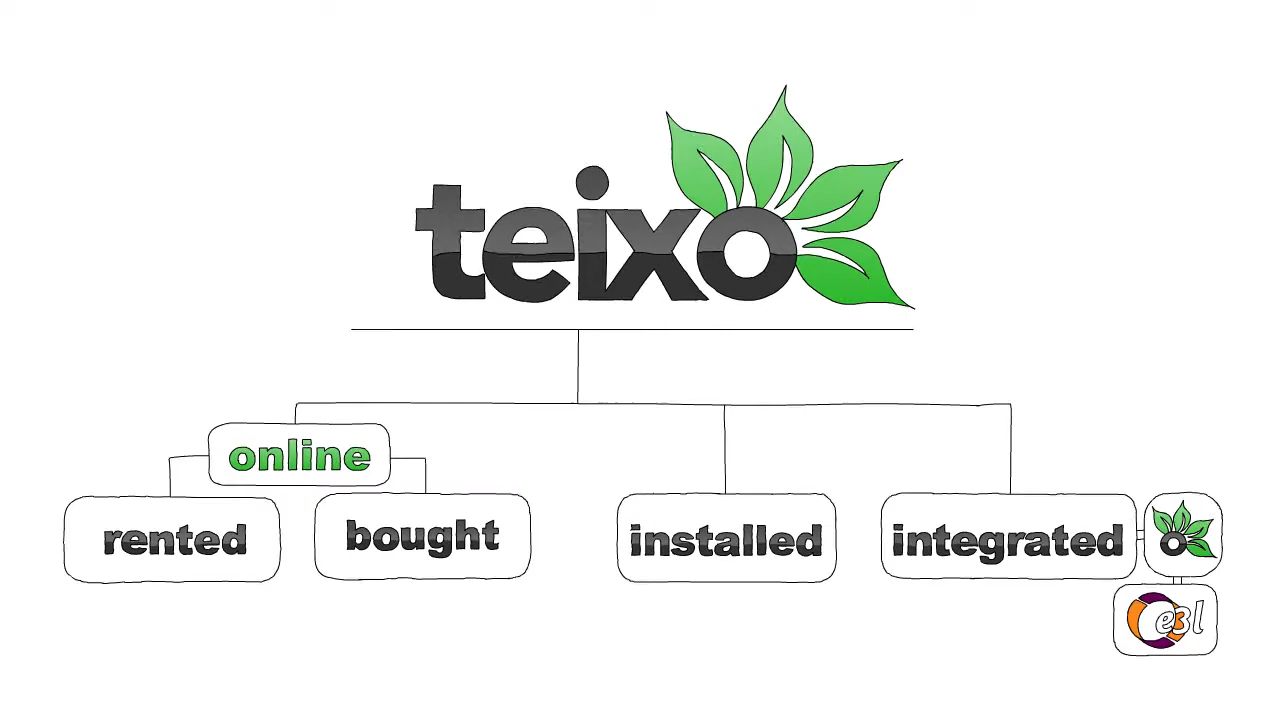 teixo
online
rented
bought
installed
integrated
e3l